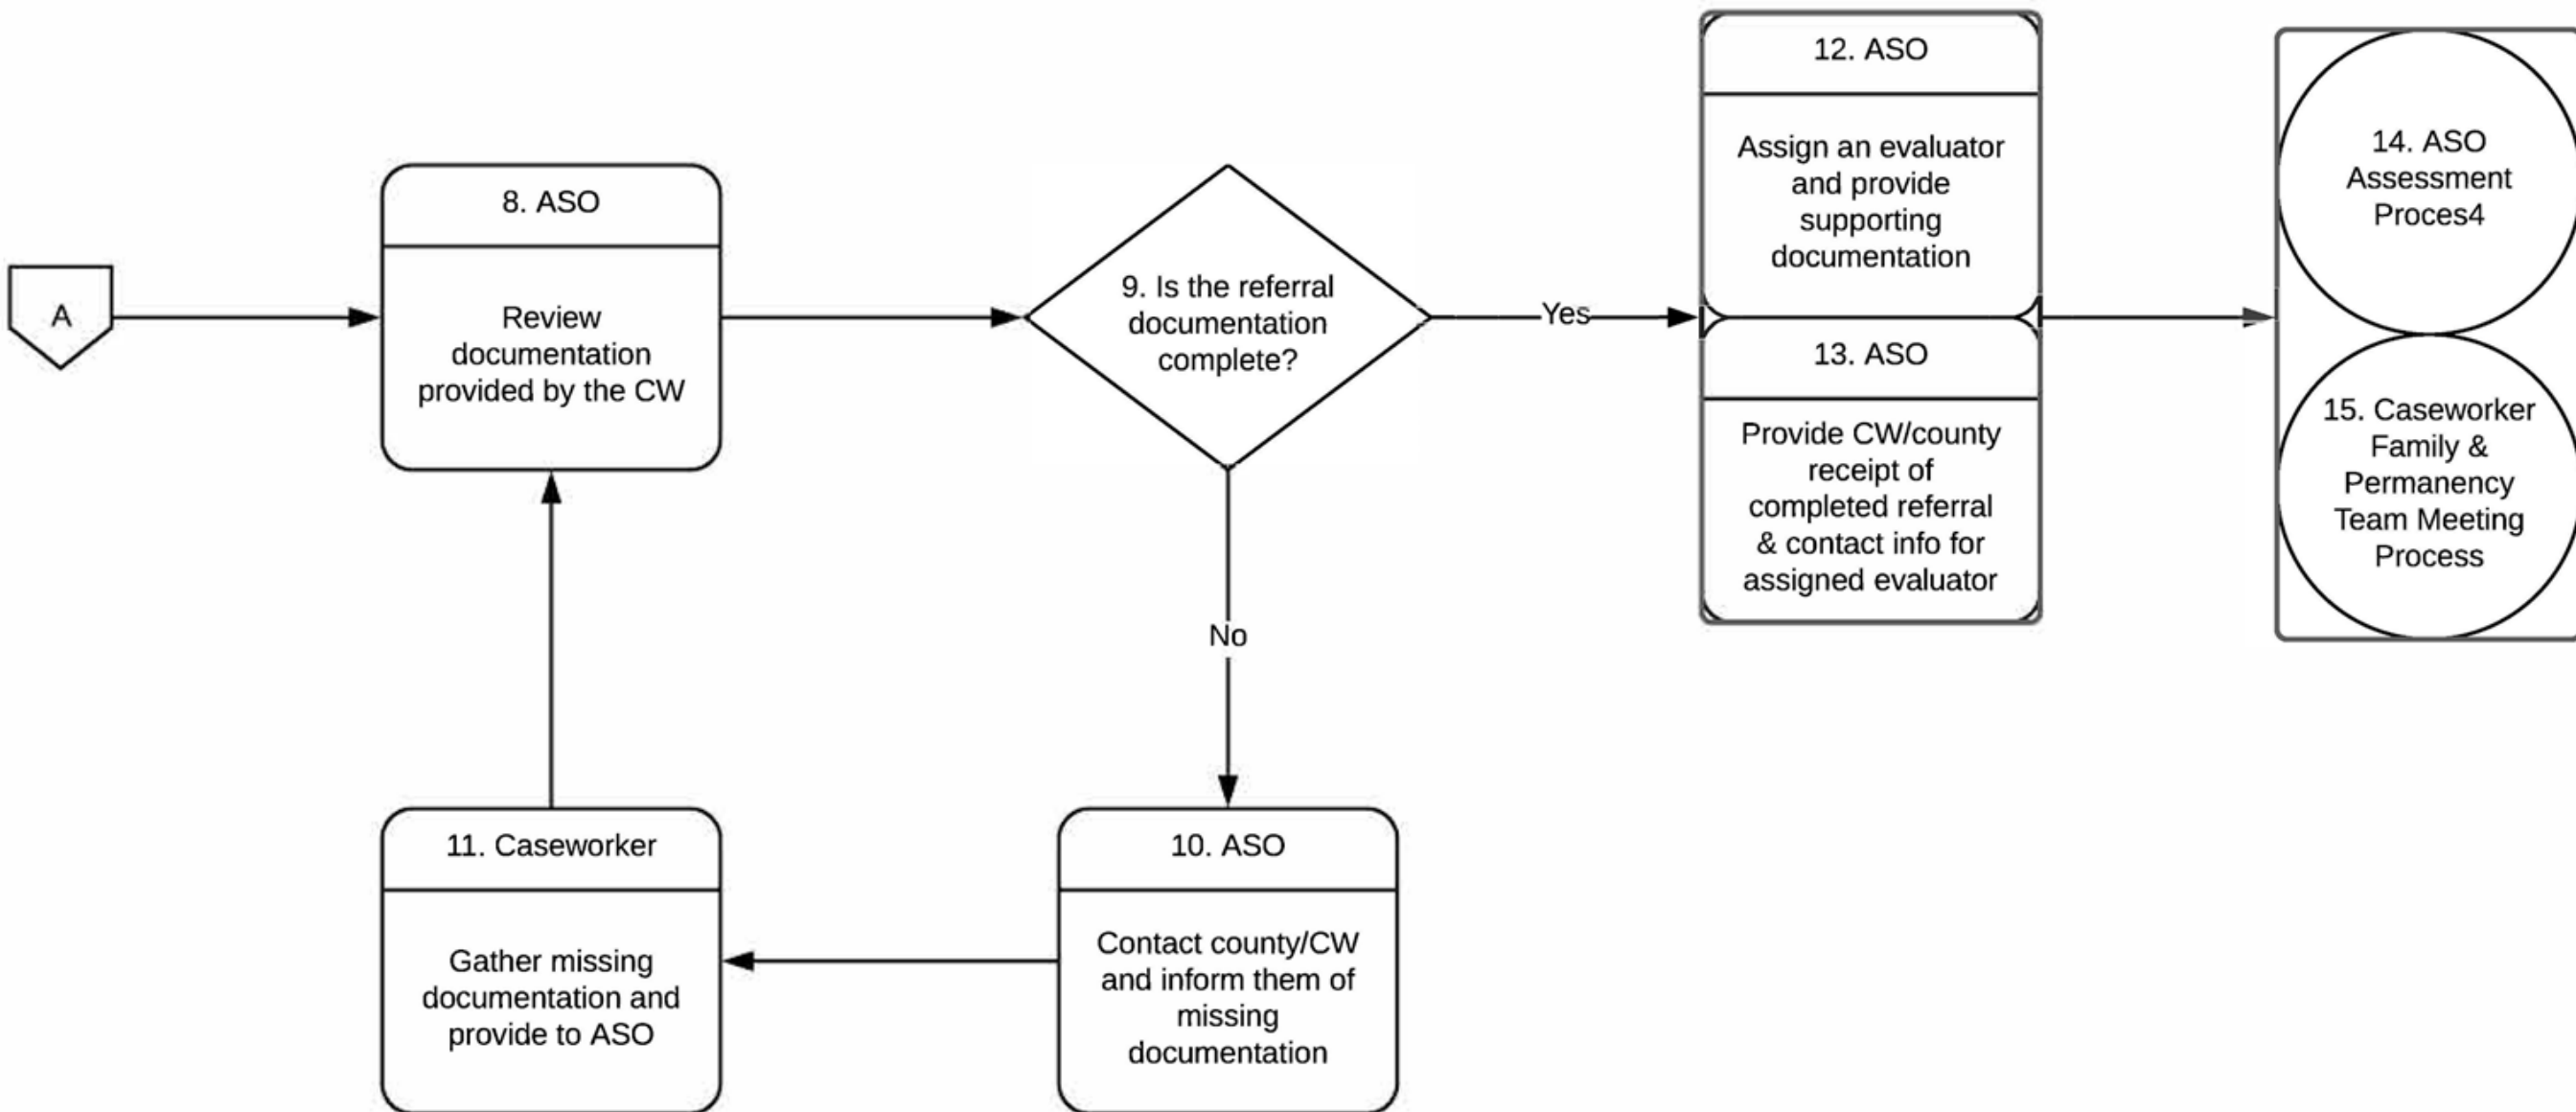 A
8. ASO
Review
documentation
provided by the CW
9. Is the referral
documentation
complete?
Yes
No
10. ASO
Contact county/CW
and inform them of
missing
documentation
11. Caseworker
Gather missing
documentation and
provide to ASO
12. ASO
Assign an evaluator
and provide
supporting
documentation
13. ASO
Provide CW/county
receipt of
completed referral
& contact info for
assigned evaluator
14. ASO
Assessment
Proces4
15. Caseworker
Family &
Permanency
Team Meeting
Process